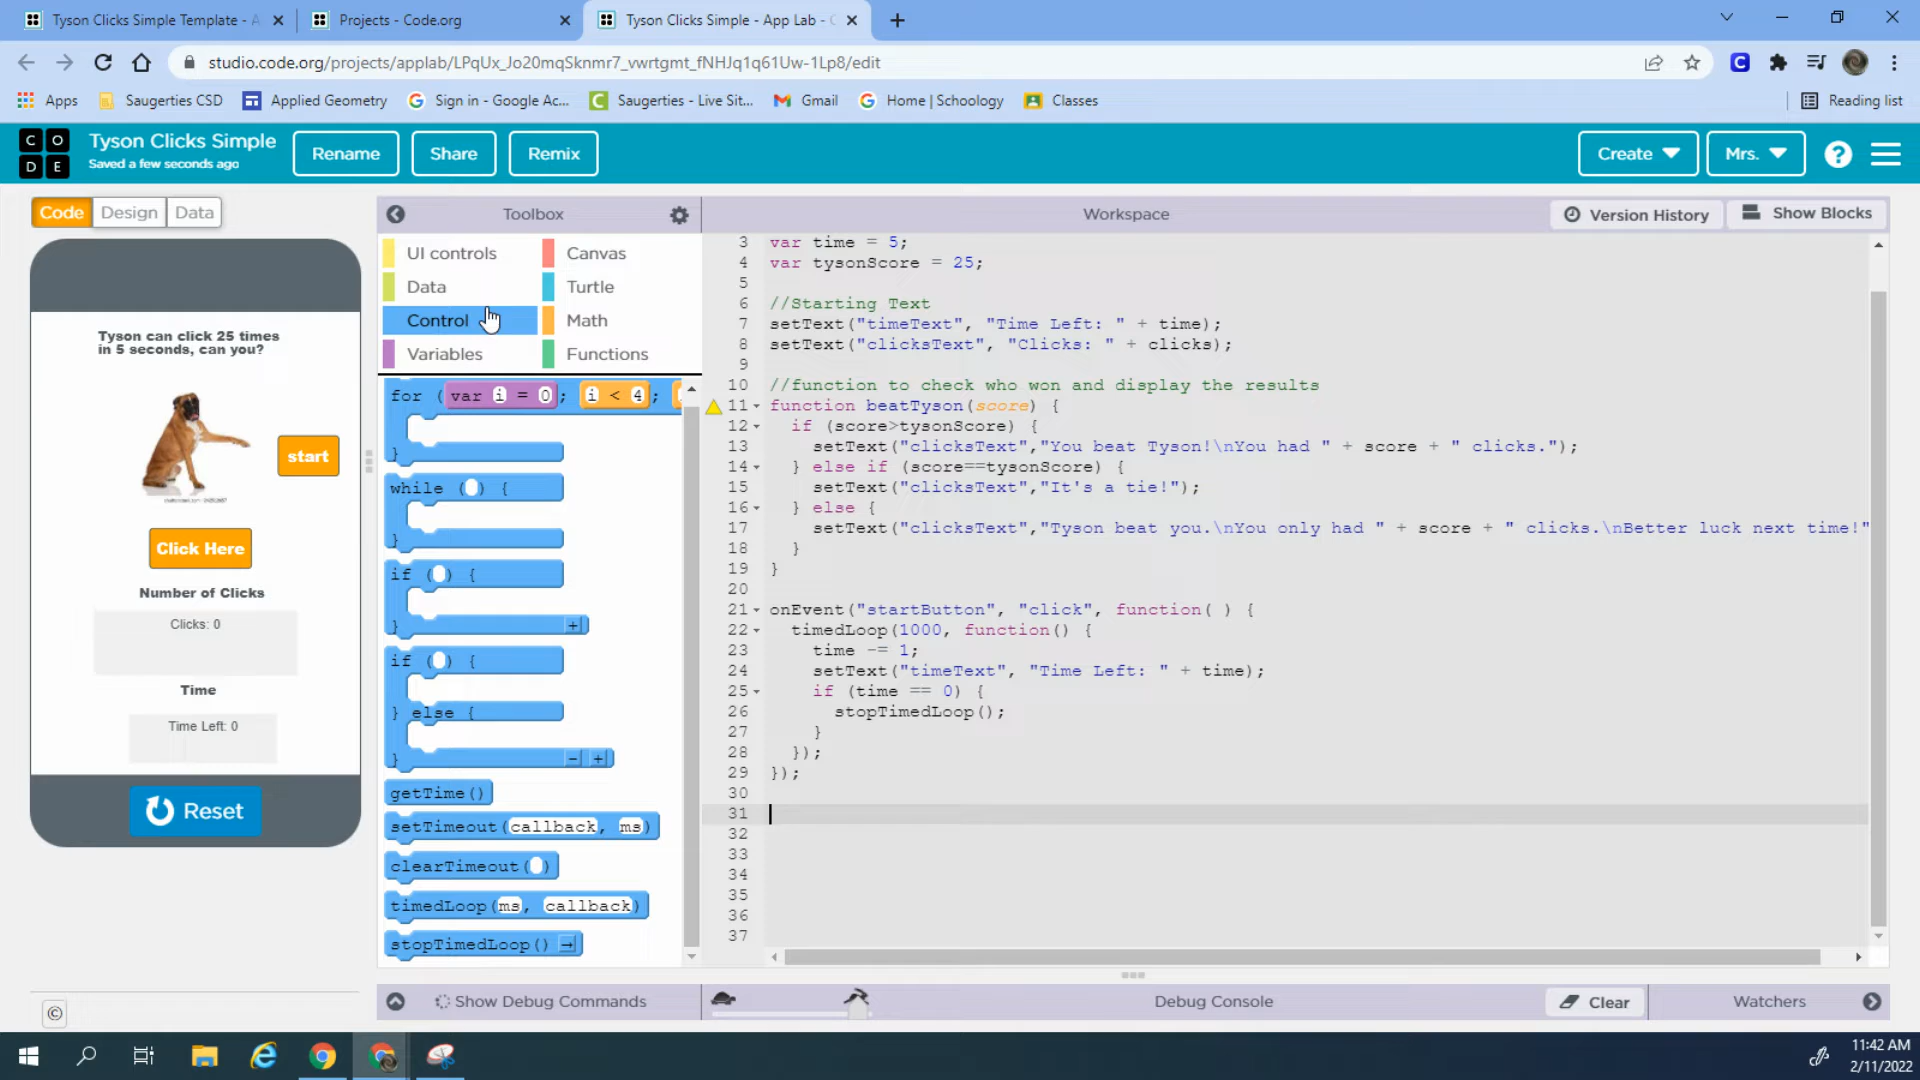 Tyson Clicks Simple Template - A
Projects - Code.org
Tyson Clicks Simple - App Lab - C
studio.code.org/projects/applab/LPqUx_Jo20mqSknmr7_vwrtgmt_fNHJq1q61Uw-1Lp8/edit
Apps
Saugerties CSD
Applied Geometry
Sign in - Google Ac...
Saugerties - Live Sit...
Gmail
Home | Schoology
Classes
Reading list
C O D E
Tyson Clicks Simple
Saved a few seconds ago
Rename
Share
Remix
Create
Mrs.
?
Code
Design
Data
Toolbox
Workspace
Version History
Show Blocks
UI controls
Canvas
Data
Turtle
Control
Math
Variables
Functions
Tyson can click 25 times
in 5 seconds, can you?
start
Click Here
Number of Clicks
Clicks: 0
Time
Time Left: 0
Reset
for (var i = 0; i < 4;
}
while () {
}
if () {
} +
if () {
} else {
} - +
getTime()
setTimeout(callback, ms)
clearTimeout()
timedLoop(ms, callback)
stopTimedLoop()
3 var time = 5;
4 var tysonScore = 25;
5
6 //Starting Text
7 setText("timeText", "Time Left: " + time);
8 setText("clicksText", "Clicks: " + clicks);
9
10 //function to check who won and display the results
11 function beatTyson(score) {
12 if (score>tysonScore) {
13 setText("clicksText","You beat Tyson!\nYou had " + score + " clicks.");
14 } else if (score==tysonScore) {
15 setText("clicksText","It's a tie!");
16 } else {
17 setText("clicksText","Tyson beat you.\nYou only had " + score + " clicks.\nBetter luck next time!"
18 }
19 }
20
21 onEvent("startButton", "click", function( ) {
22 timedLoop(1000, function() {
23 time -= 1;
24 setText("timeText", "Time Left: " + time);
25 if (time == 0) {
26 stopTimedLoop();
27 }
28 });
29 });
30
31
32
33
34
35
36
37
Show Debug Commands
Debug Console
Clear
Watchers
©
11:42 AM
2/11/2022